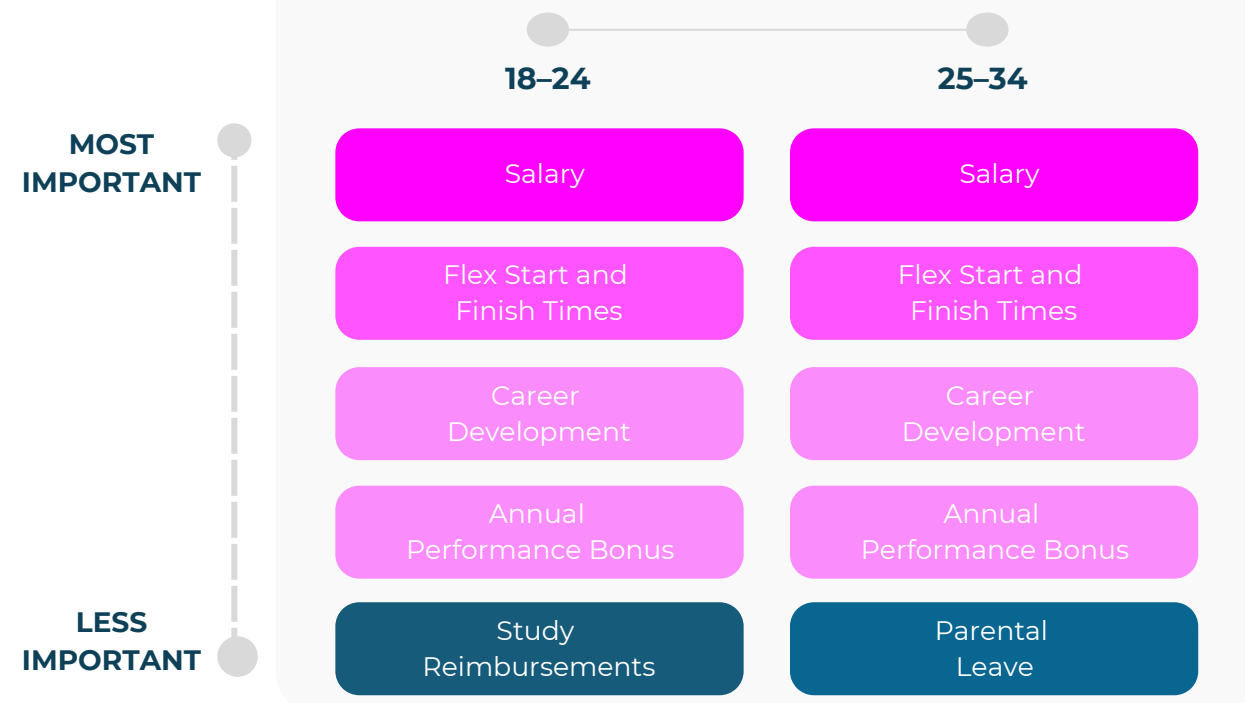 18–24
25–34
MOST
IMPORTANT
Salary
Salary
Flex Start and
Finish Times
Flex Start and
Finish Times
Career
Development
Career
Development
Annual
Performance Bonus
Annual
Performance Bonus
LESS
IMPORTANT
Study
Reimbursements
Parental
Leave